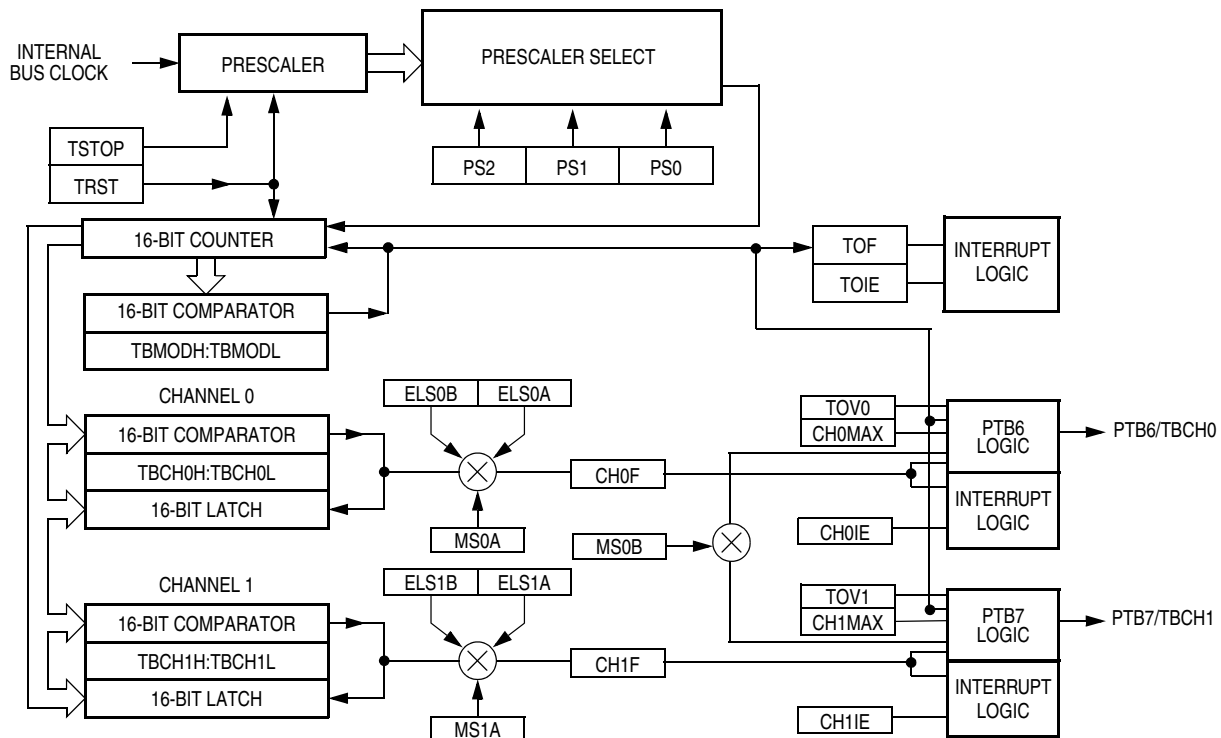 INTERNAL
BUS CLOCK
PRESCALER
PRESCALER SELECT
TSTOP
TRST
PS2
PS1
PS0
16-BIT COUNTER
TOF
TOIE
INTERRUPT
LOGIC
16-BIT COMPARATOR
TBMODH:TBMODL
CHANNEL 0
ELS0B
ELS0A
16-BIT COMPARATOR
TBCH0H:TBCH0L
16-BIT LATCH
MS0A
CH0F
MS0B
TOV0
CH0MAX
PTB6
LOGIC
PTB6/TBCH0
INTERRUPT
LOGIC
CH0IE
CHANNEL 1
ELS1B
ELS1A
16-BIT COMPARATOR
TBCH1H:TBCH1L
16-BIT LATCH
MS1A
CH1F
TOV1
CH1MAX
PTB7
LOGIC
PTB7/TBCH1
INTERRUPT
LOGIC
CH1IE